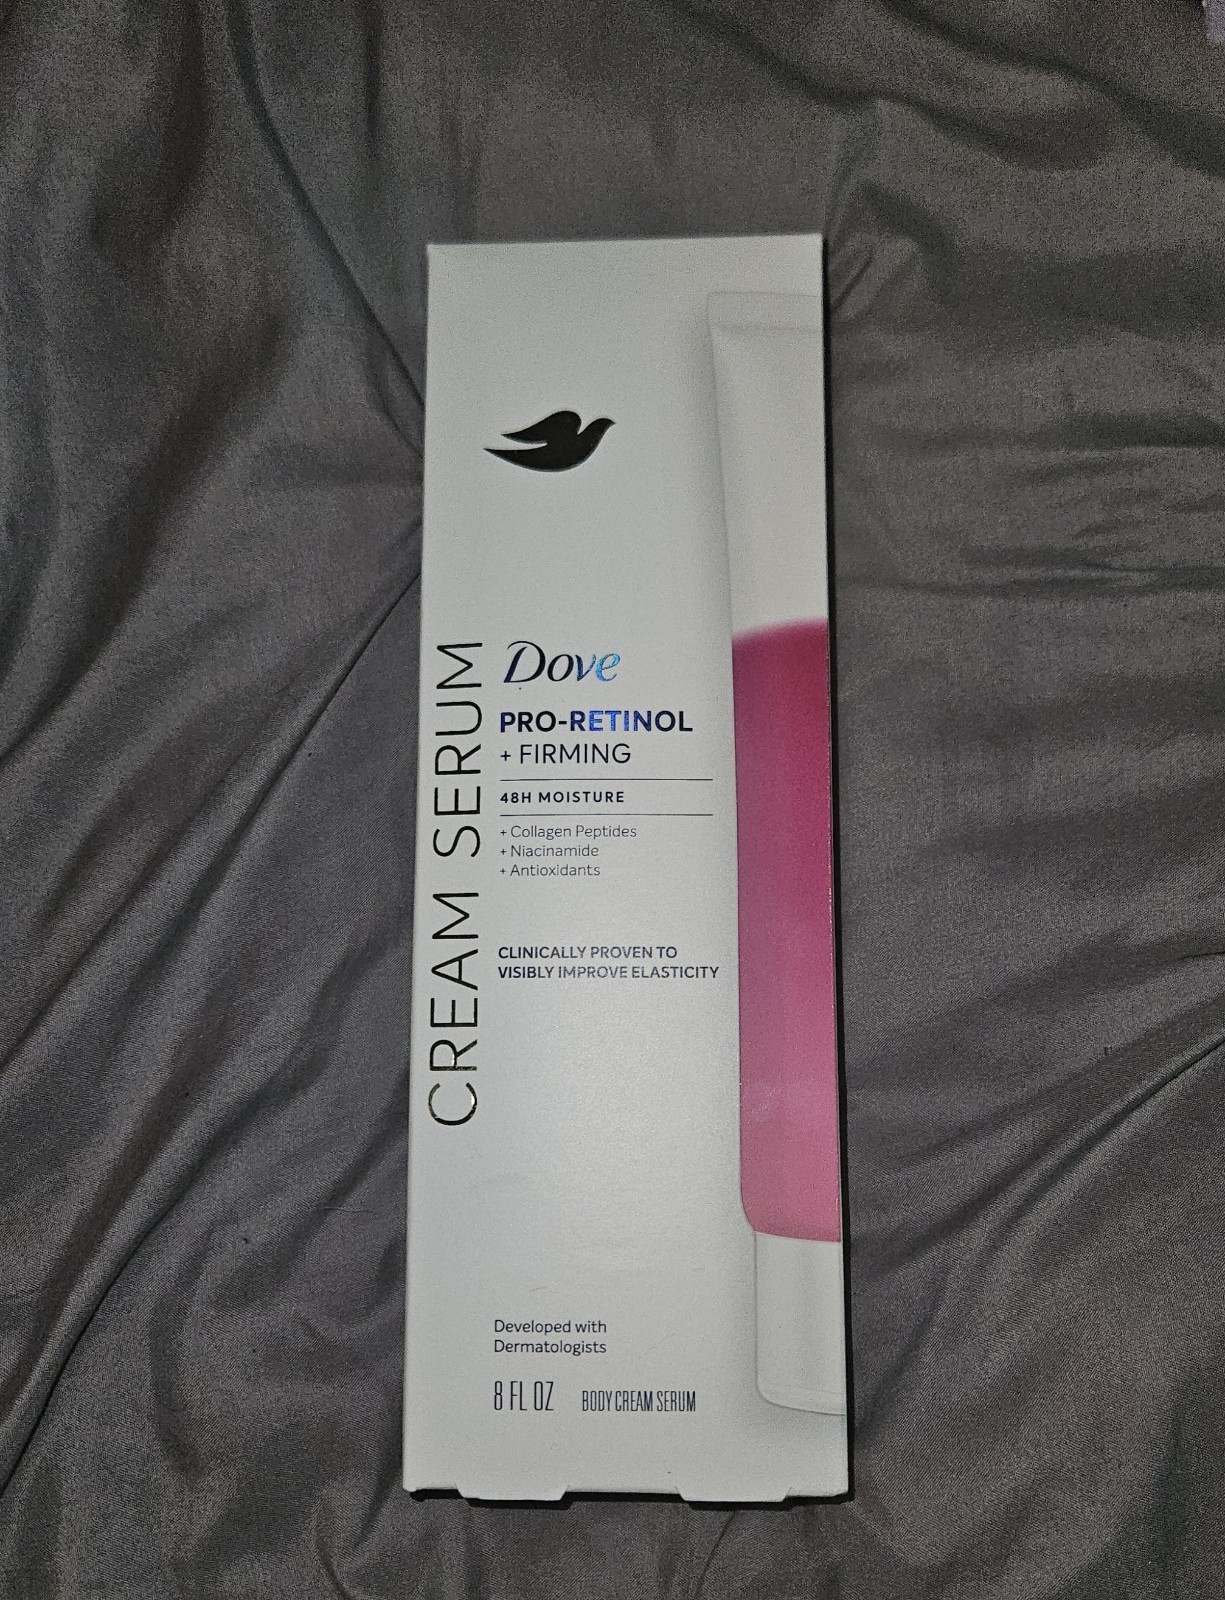 CREAM SERUM
Dove
PRO-RETINOL
+ FIRMING
48H MOISTURE
+ Collagen Peptides
+ Niacinamide
+ Antioxidants
CLINICALLY PROVEN TO
VISIBLY IMPROVE ELASTICITY
Developed with
Dermatologists
8 FL OZ BODY CREAM SERUM